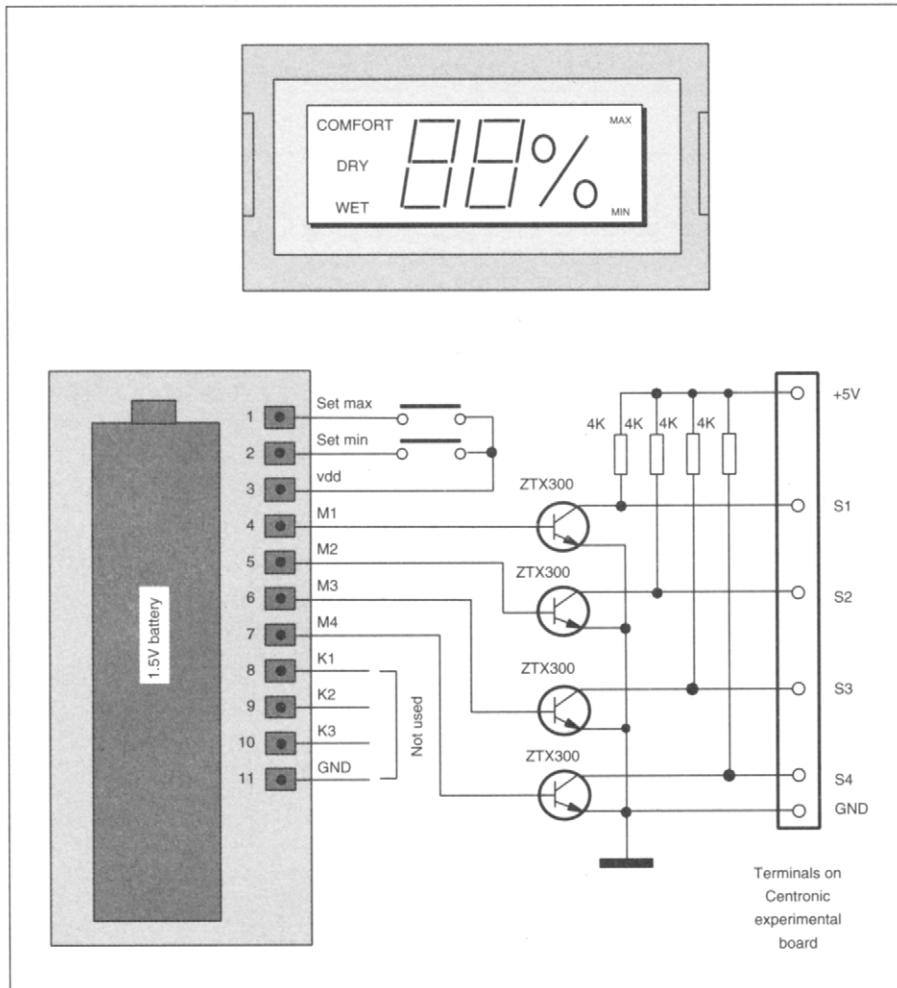 COMFORT
DRY
WET
88%
MAX
MIN
1.5V battery
1 Set max
2 Set min
3 vdd
4 M1
5 M2
6 M3
7 M4
8 K1
9 K2
10 K3
11 GND
Not used
ZTX300
ZTX300
ZTX300
ZTX300
4K 4K 4K 4K
+5V
S1
S2
S3
S4
GND
Terminals on
Centronic
experimental
board